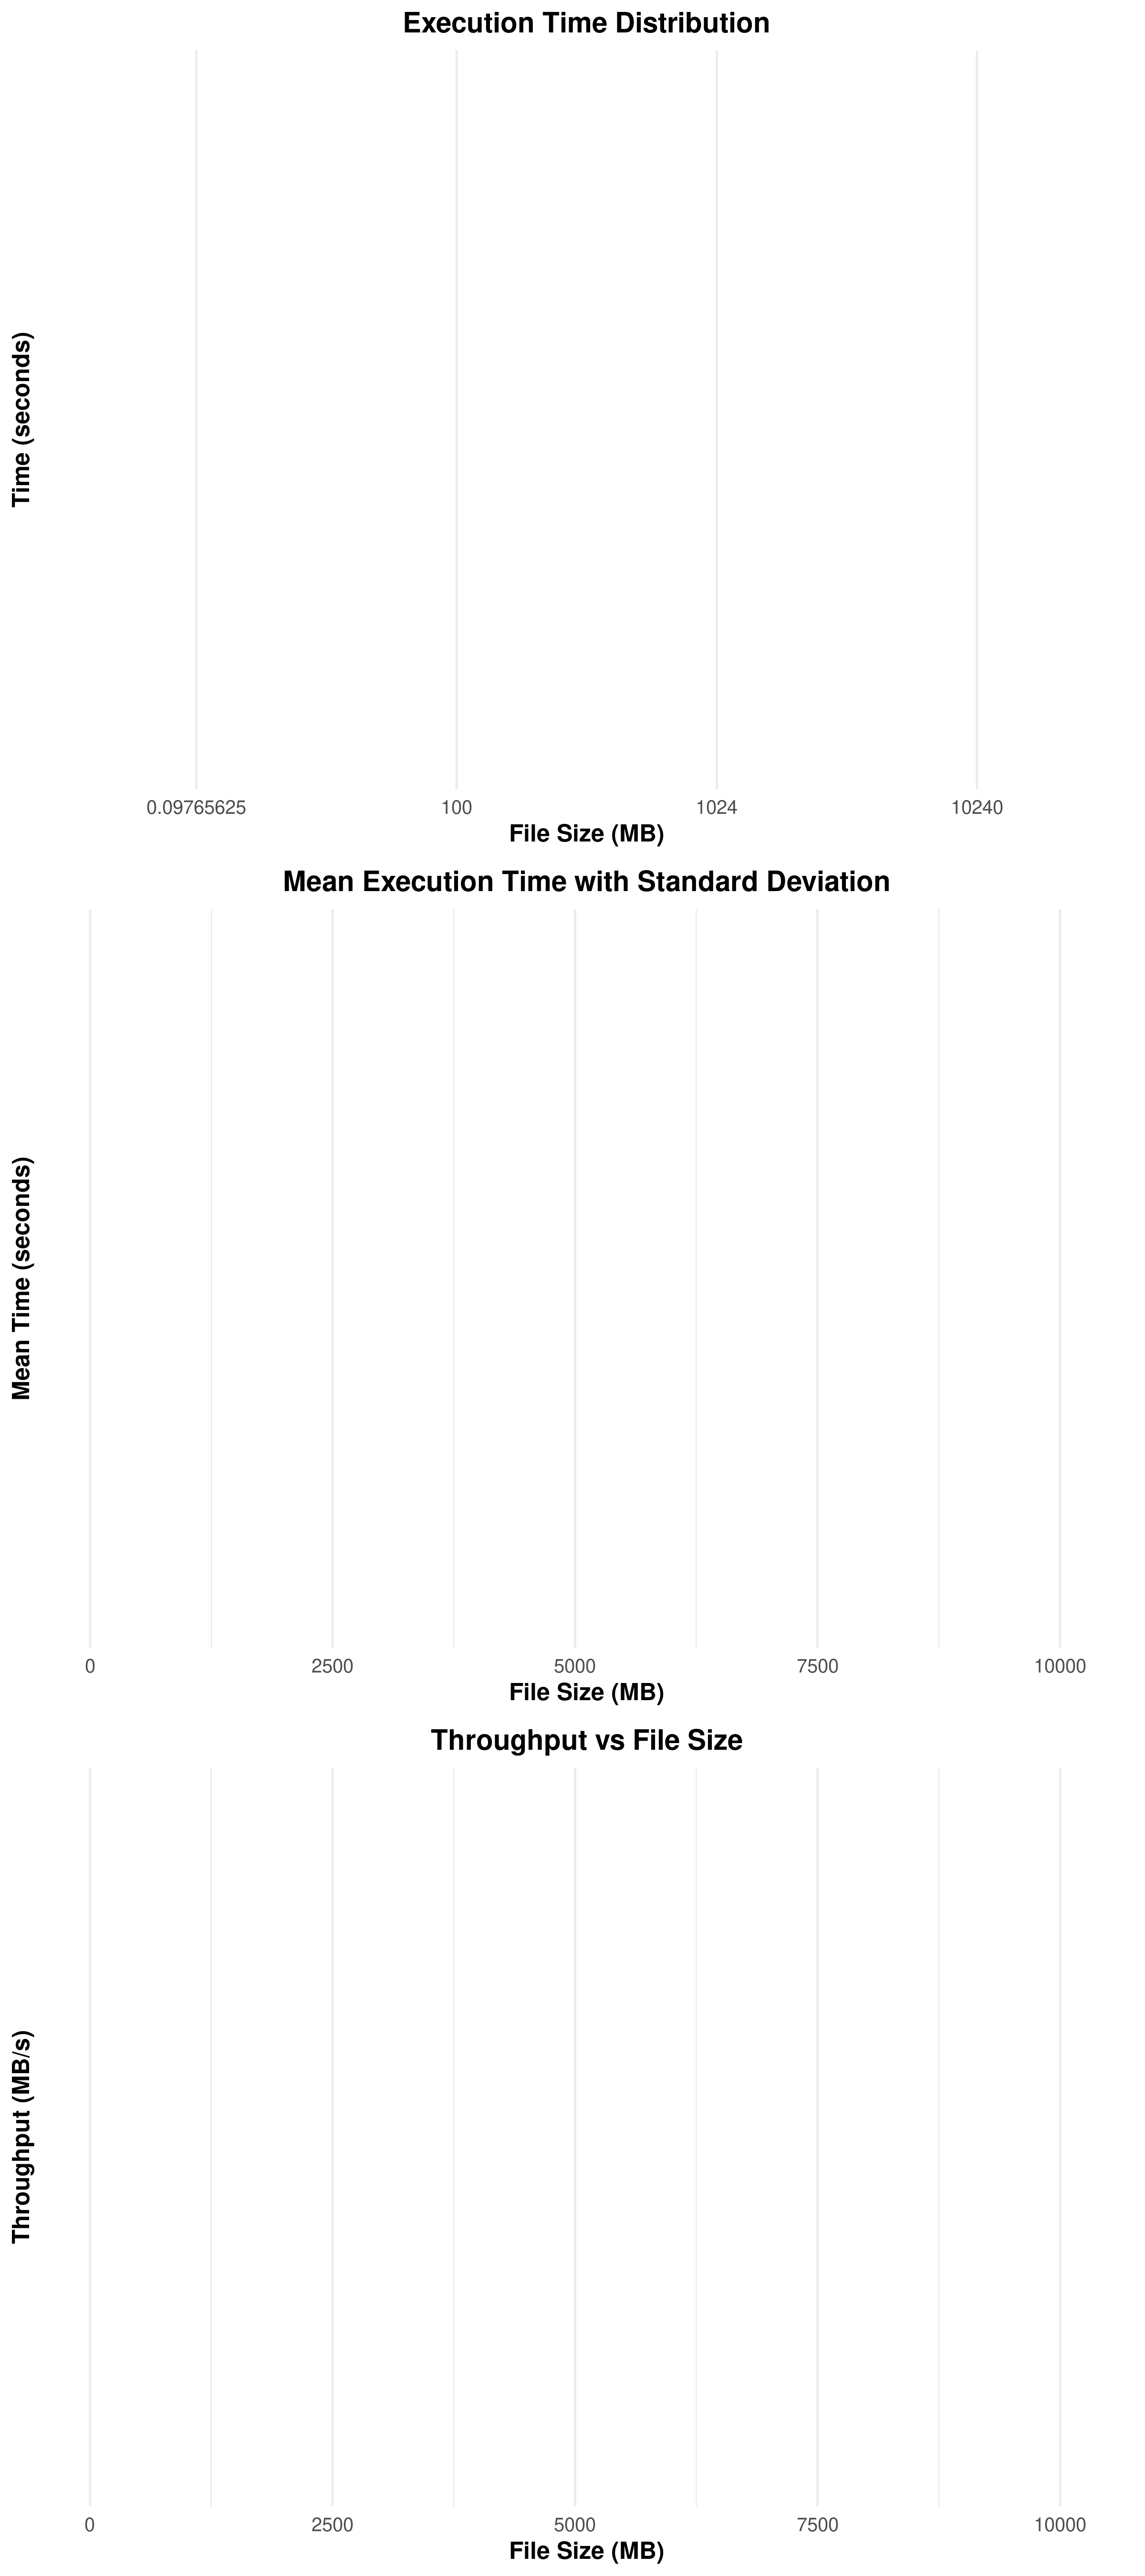 Execution Time Distribution
Time (seconds)
0.09765625 100 1024 10240
File Size (MB)
Mean Execution Time with Standard Deviation
Mean Time (seconds)
0 2500 5000 7500 10000
File Size (MB)
Throughput vs File Size
Throughput (MB/s)
0 2500 5000 7500 10000
File Size (MB)